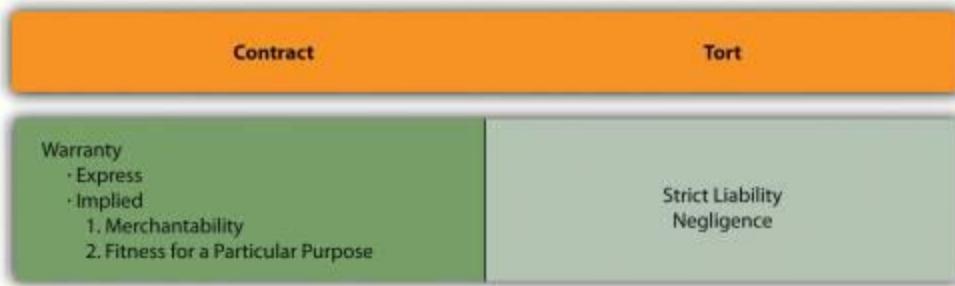 Contract
Tort
Warranty
· Express
· Implied
1. Merchantability
2. Fitness for a Particular Purpose
Strict Liability
Negligence